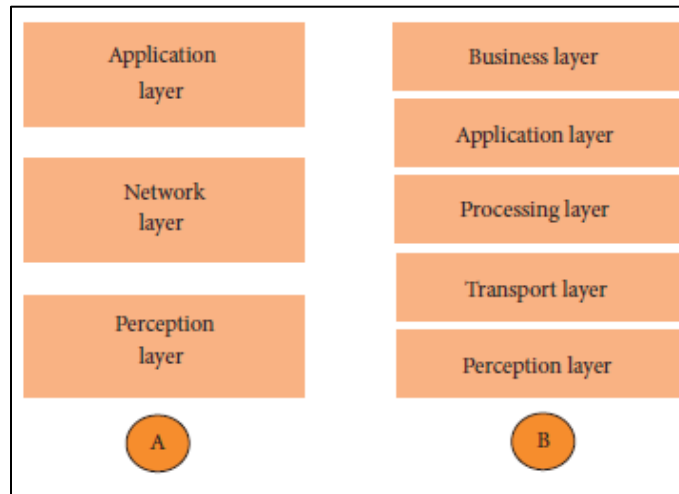 Application
layer
Network
layer
Perception
layer
A
Business layer
Application layer
Processing layer
Transport layer
Perception layer
B